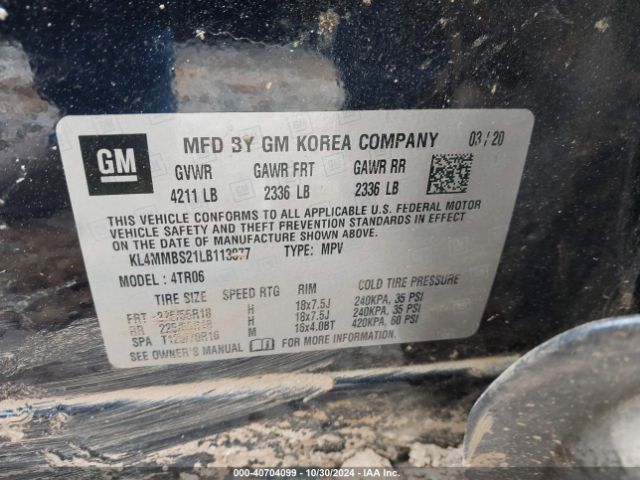 GM
MFD BY GM KOREA COMPANY 03/20
GVWR GAWR FRT GAWR RR
4211 LB 2336 LB 2336 LB
THIS VEHICLE CONFORMS TO ALL APPLICABLE U.S. FEDERAL MOTOR
VEHICLE SAFETY AND THEFT PREVENTION STANDARDS IN EFFECT
ON THE DATE OF MANUFACTURE SHOWN ABOVE.
TYPE: MPV
MODEL: 4TR06
TIRE SIZE SPEED RTG RIM COLD TIRE PRESSURE
FRT H 18x7.5J 240KPA, 35 PSI
RR H 18x7.5J 240KPA, 35 PSI
SPA M 16x4.0BT 420KPA, 60 PSI
SEE OWNER'S MANUAL FOR MORE INFORMATION.
000-40704099 - 10/30/2024 - IAA Inc.